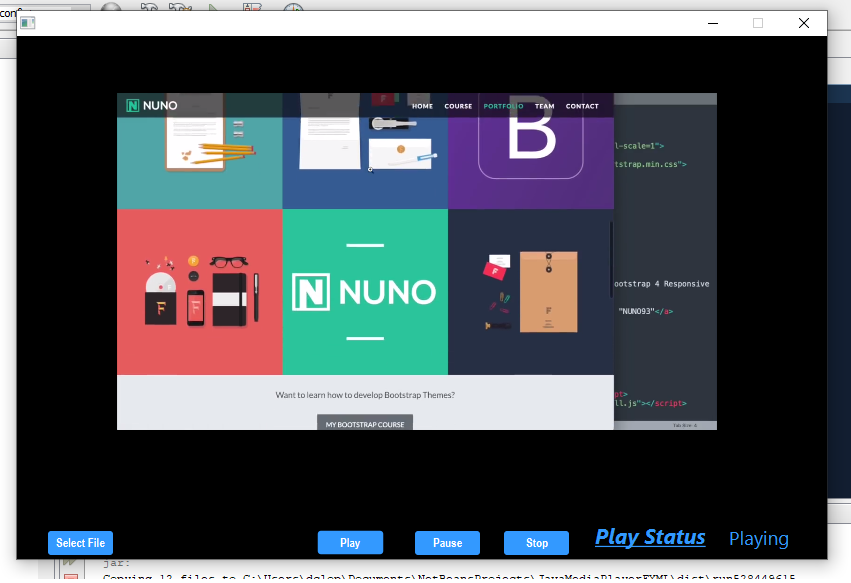 NUNO
HOME COURSE PORTFOLIO TEAM CONTACT
B
l-scale=1">
tstrap.min.css">
F
F
NUNO
F
ootstrap 4 Responsive
"NUNO93"</a>
Want to learn how to develop Bootstrap Themes?
MY BOOTSTRAP COURSE
pt>
ll.js"></script>
Select File
Play
Pause
Stop
Play Status
Playing
jar:
Copying 12 files to C:\Users\dglen\Documents\NetBeansProjects\JavaMediaPlayerFXML\dist\run528449615